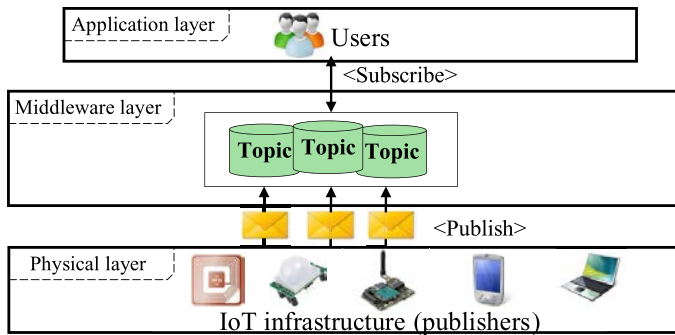 Application layer
Users
<Subscribe>
Middleware layer
Topic Topic Topic
<Publish>
Physical layer
IoT infrastructure (publishers)